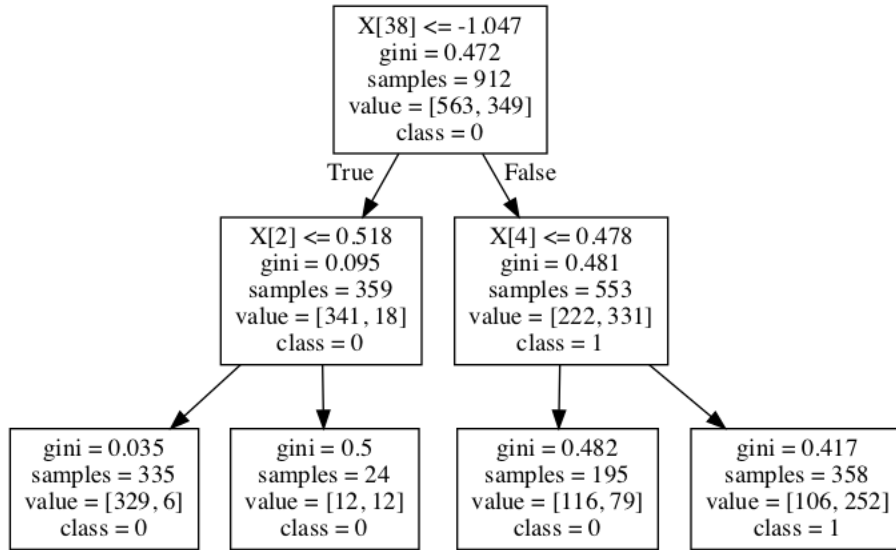 X[38] <= -1.047
gini = 0.472
samples = 912
value = [563, 349]
class = 0
True
False
X[2] <= 0.518
gini = 0.095
samples = 359
value = [341, 18]
class = 0
X[4] <= 0.478
gini = 0.481
samples = 553
value = [222, 331]
class = 1
gini = 0.035
samples = 335
value = [329, 6]
class = 0
gini = 0.5
samples = 24
value = [12, 12]
class = 0
gini = 0.482
samples = 195
value = [116, 79]
class = 0
gini = 0.417
samples = 358
value = [106, 252]
class = 1